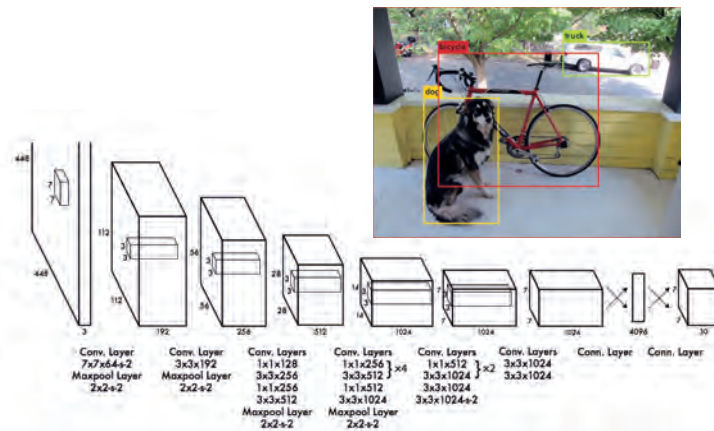 truck
bicycle
dog
448
448
7
7
3
112
112
3
3
192
56
56
3
3
256
28
28
3
3
512
14
14
3
3
1024
7
7
3
3
1024
7
7
1024
4096
7
7
30
Conv. Layer
7x7x64-s-2
Maxpool Layer
2x2-s-2
Conv. Layer
3x3x192
Maxpool Layer
2x2-s-2
Conv. Layers
1x1x128
3x3x256
1x1x256
3x3x512
Maxpool Layer
2x2-s-2
Conv. Layers
1x1x256
3x3x512
}×4
1x1x512
3x3x1024
Maxpool Layer
2x2-s-2
Conv. Layers
1x1x512
3x3x1024
}×2
3x3x1024
3x3x1024-s-2
Conv. Layers
3x3x1024
3x3x1024
Conn. Layer
Conn. Layer